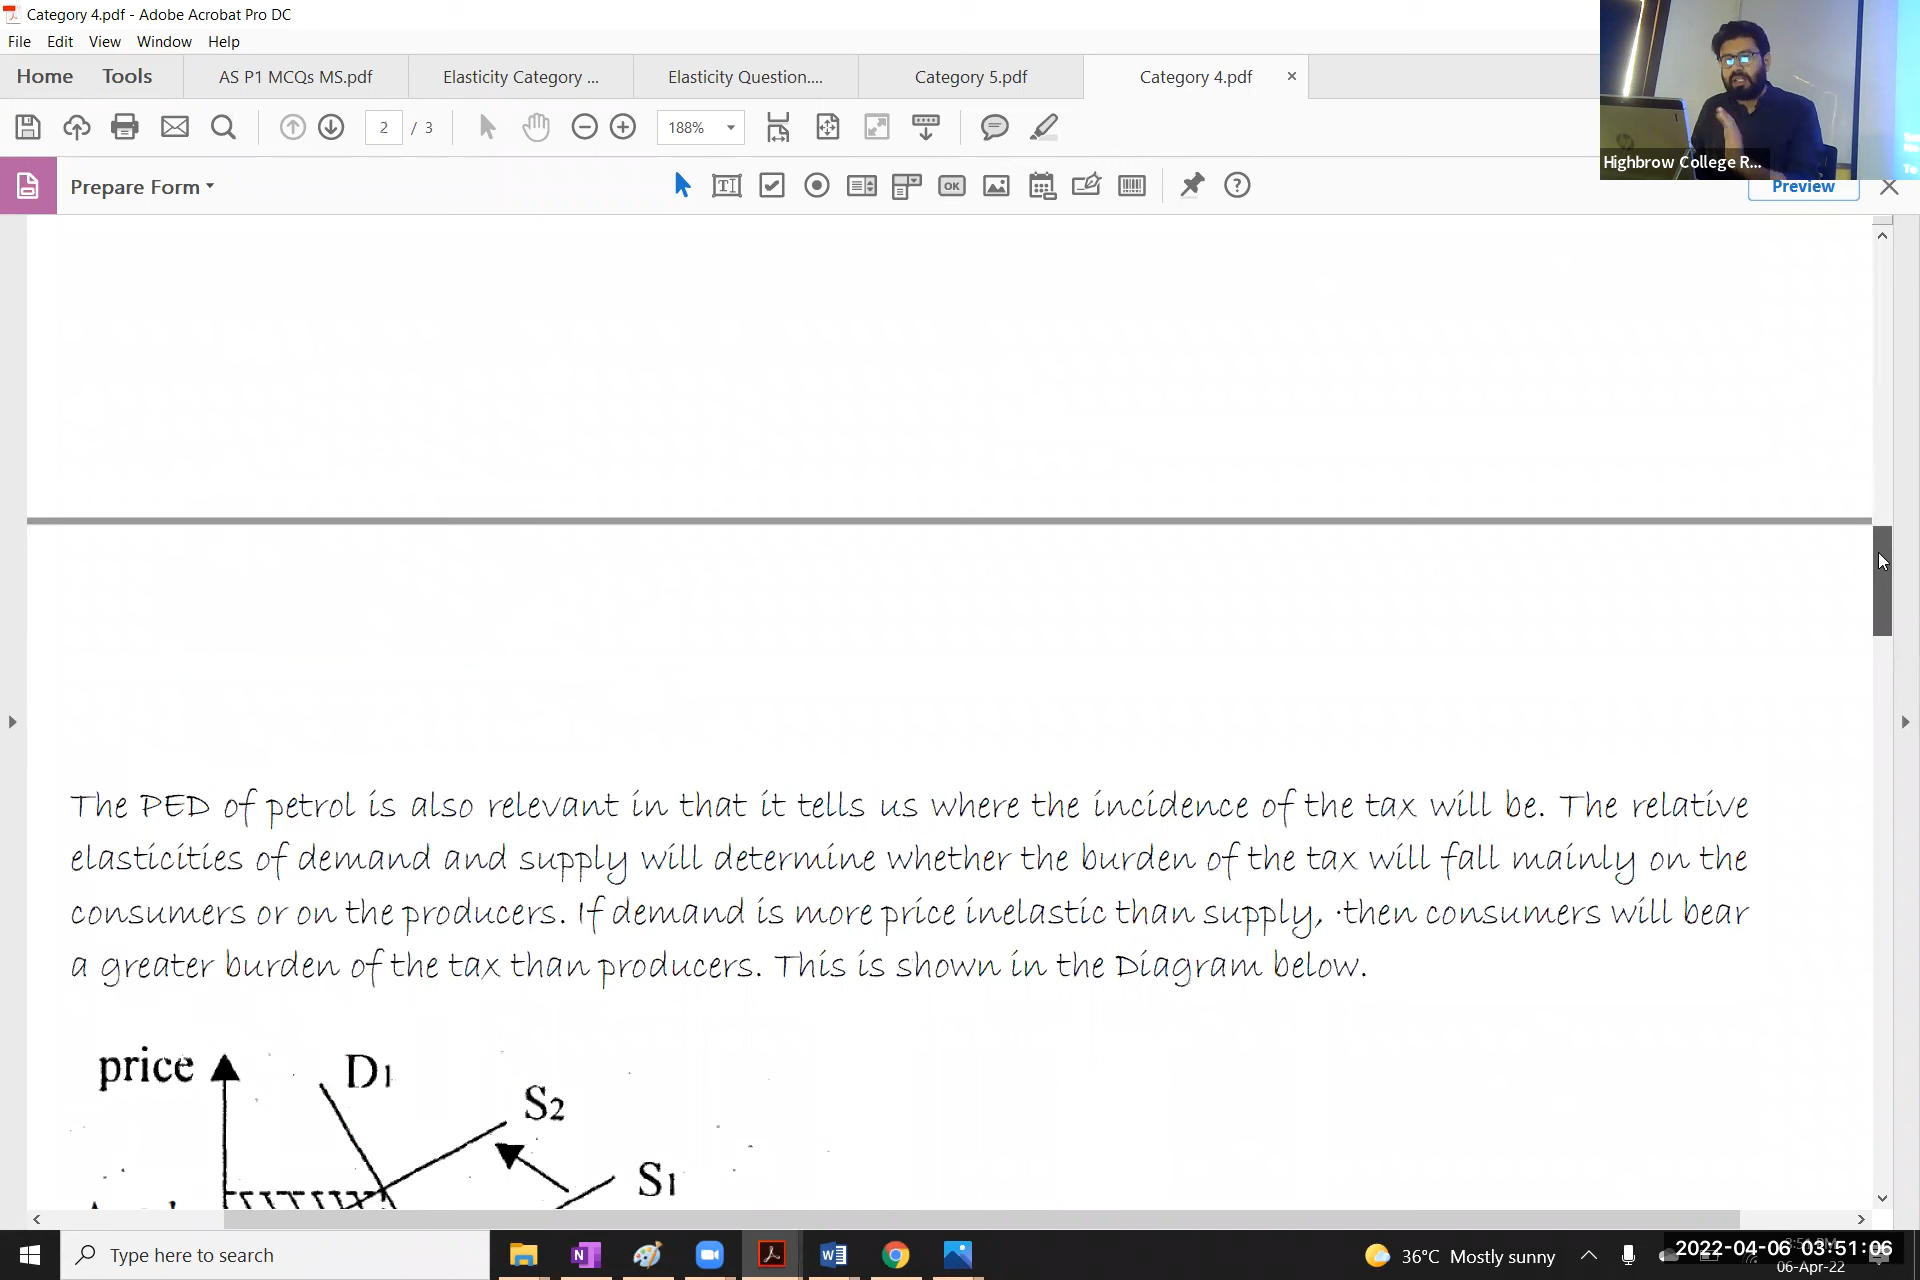 Category 4.pdf - Adobe Acrobat Pro DC
File Edit View Window Help
Home Tools AS P1 MCQs MS.pdf Elasticity Category ... Elasticity Question.... Category 5.pdf Category 4.pdf
2 / 3 188%
Highbrow College R...
Prepare Form
OK
Preview
The PED of petrol is also relevant in that it tells us where the incidence of the tax will be. The relative
elasticities of demand and supply will determine whether the burden of the tax will fall mainly on the
consumers or on the producers. If demand is more price inelastic than supply, then consumers will bear
a greater burden of the tax than producers. This is shown in the Diagram below.
price D1
S2
S1
Type here to search
36°C Mostly sunny
2022-04-06 03:51:06
06-Apr-22